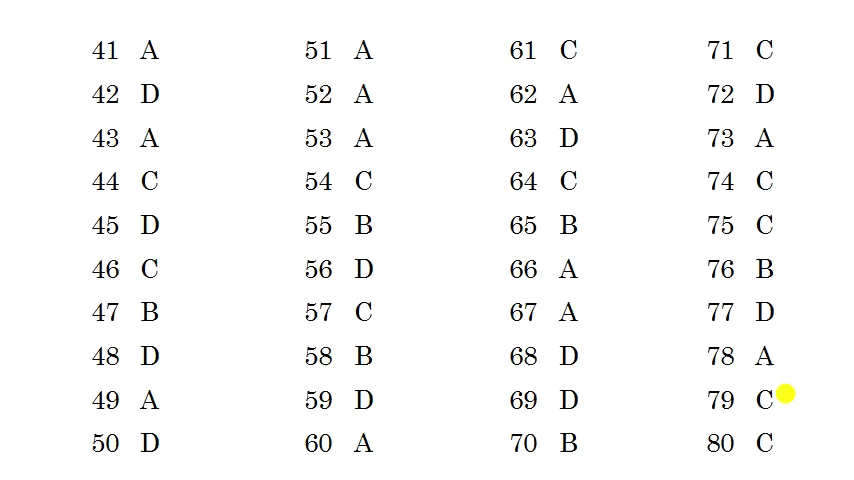 41 A 51 A 61 C 71 C
42 D 52 A 62 A 72 D
43 A 53 A 63 D 73 A
44 C 54 C 64 C 74 C
45 D 55 B 65 B 75 C
46 C 56 D 66 A 76 B
47 B 57 C 67 A 77 D
48 D 58 B 68 D 78 A
49 A 59 D 69 D 79 C
50 D 60 A 70 B 80 C